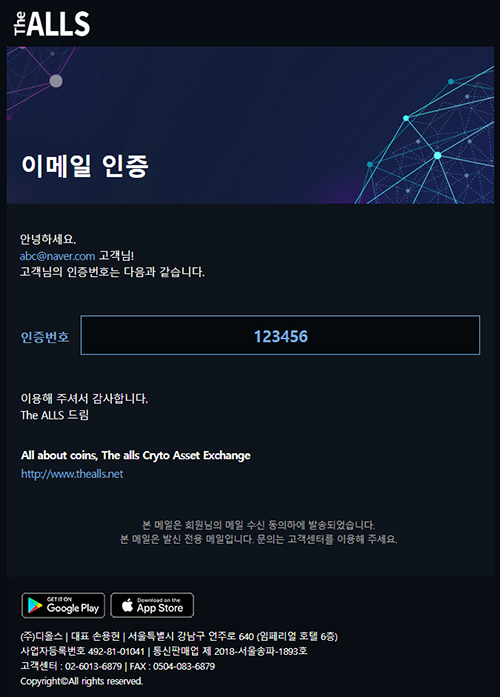 The ALLS
이메일 인증
안녕하세요.
abc@naver.com 고객님!
고객님의 인증번호는 다음과 같습니다.
인증번호 123456
이용해 주셔서 감사합니다.
The ALLS 드림
All about coins, The alls Cryto Asset Exchange
http://www.thealls.net
본 메일은 회원님의 메일 수신 동의하에 발송되었습니다.
본 메일은 발신 전용 메일입니다. 문의는 고객센터를 이용해 주세요.
GET IT ON
Google Play
Download on the
App Store
(주)디올스 | 대표 손용현 | 서울특별시 강남구 언주로 640 (임페리얼 호텔 6층)
사업자등록번호 492-81-01041 | 통신판매업 제 2018-서울송파-1893호
고객센터 : 02-6013-6879 | FAX : 0504-083-6879
Copyright©All rights reserved.